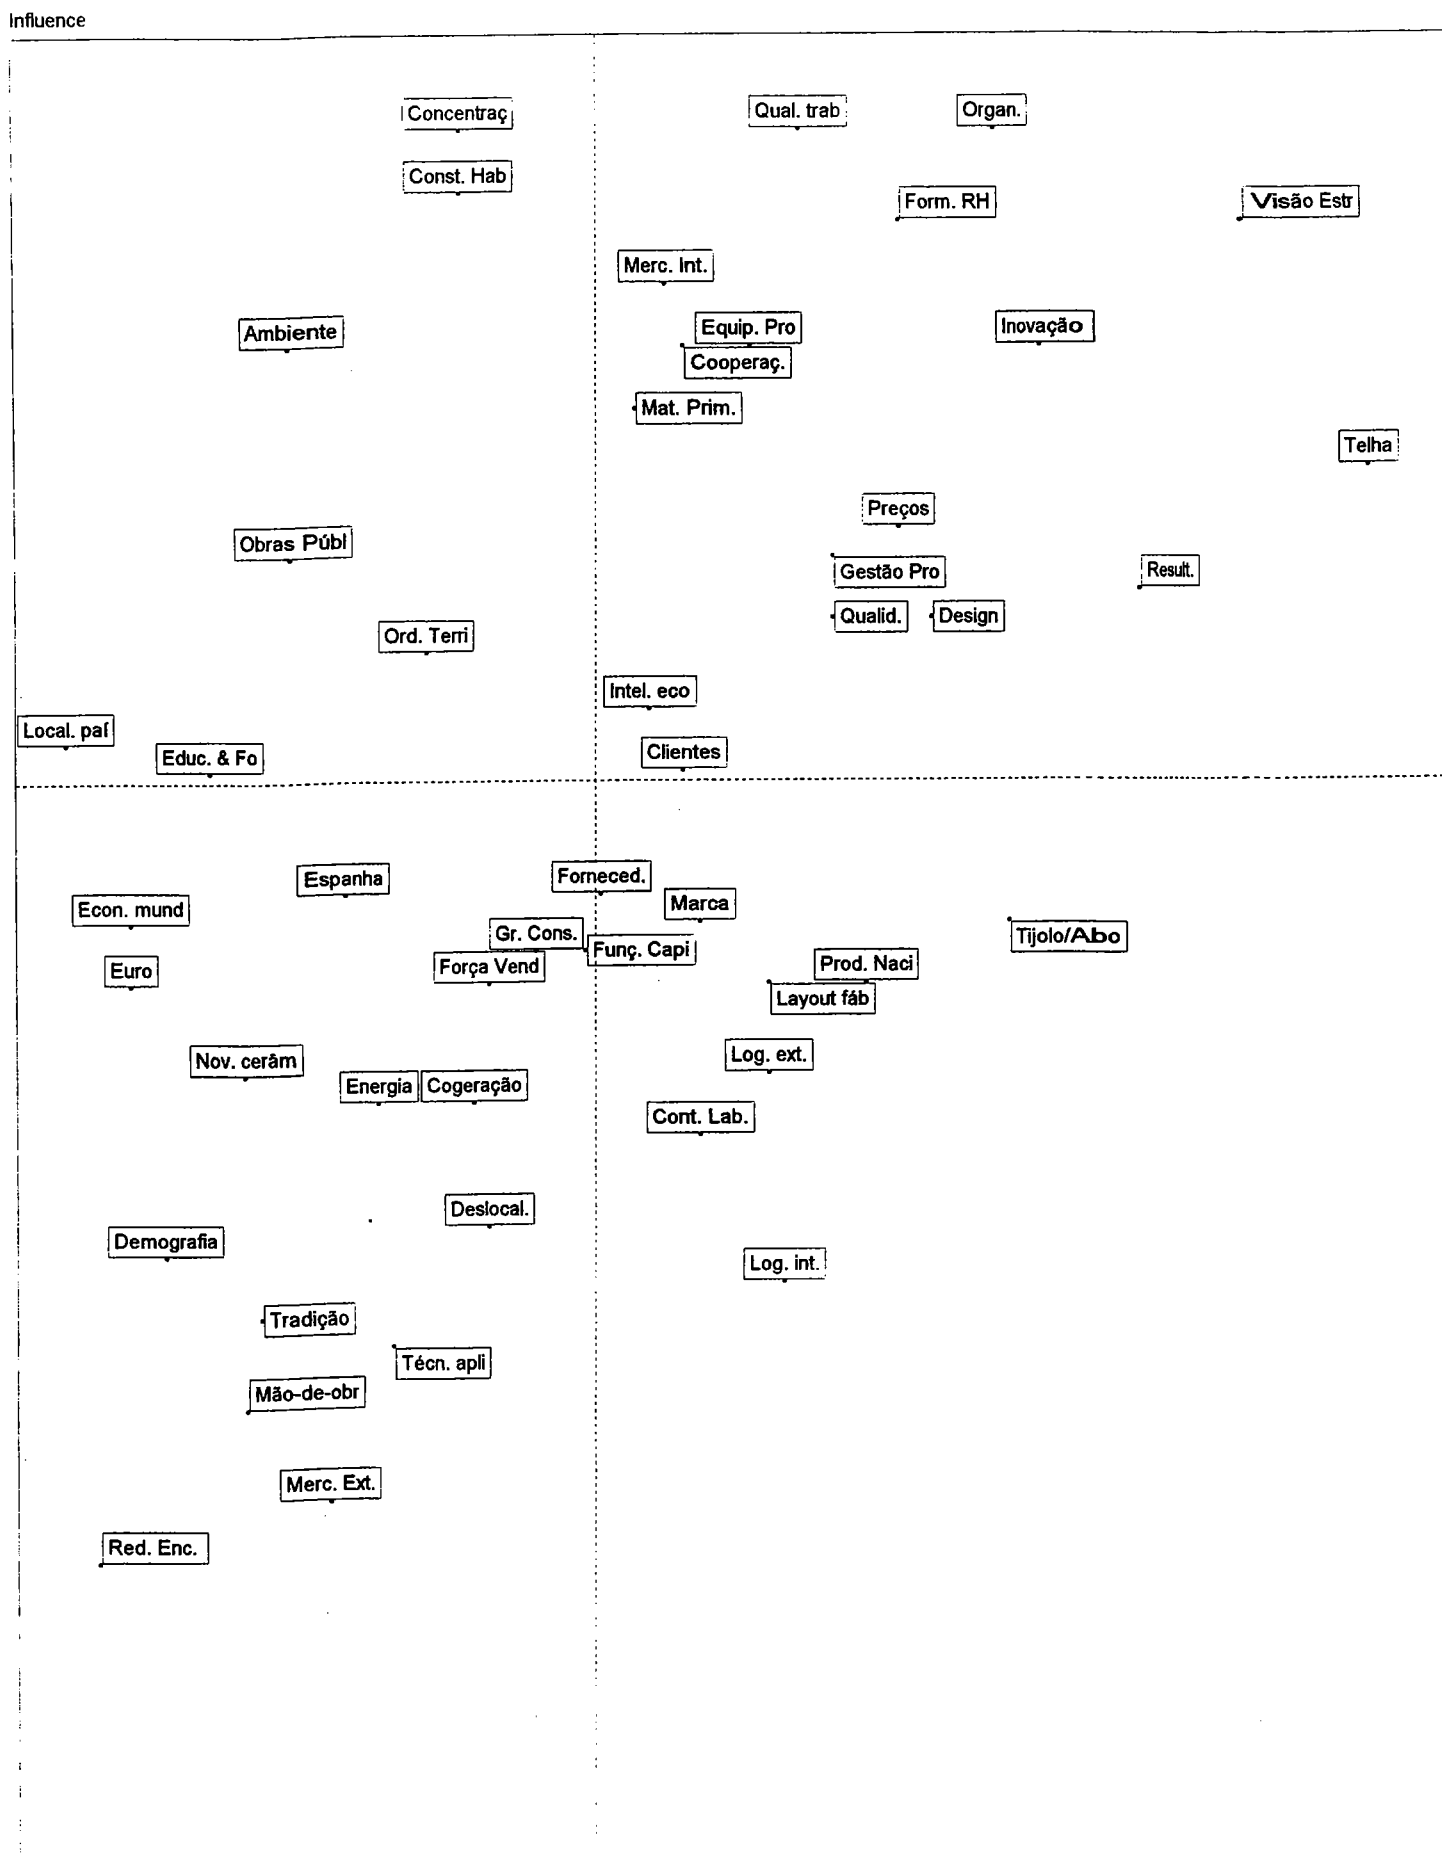 Influence
Concentraç
Qual. trab
Organ.
Const. Hab
Form. RH
Visão Estr
Merc. Int.
Ambiente
Equip. Pro
Inovação
Cooperaç.
Mat. Prim.
Telha
Preços
Obras Públ
Gestão Pro
Result.
Qualid.
Design
Ord. Terri
Intel. eco
Local. paí
Educ. & Fo
Clientes
Espanha
Forneced.
Econ. mund
Marca
Gr. Cons.
Tijolo/Abo
Funç. Capi
Euro
Força Vend
Prod. Naci
Layout fáb
Nov. cerâm
Log. ext.
Energia
Cogeração
Cont. Lab.
Deslocal.
Demografia
Log. int.
Tradição
Técn. apli
Mão-de-obr
Merc. Ext.
Red. Enc.